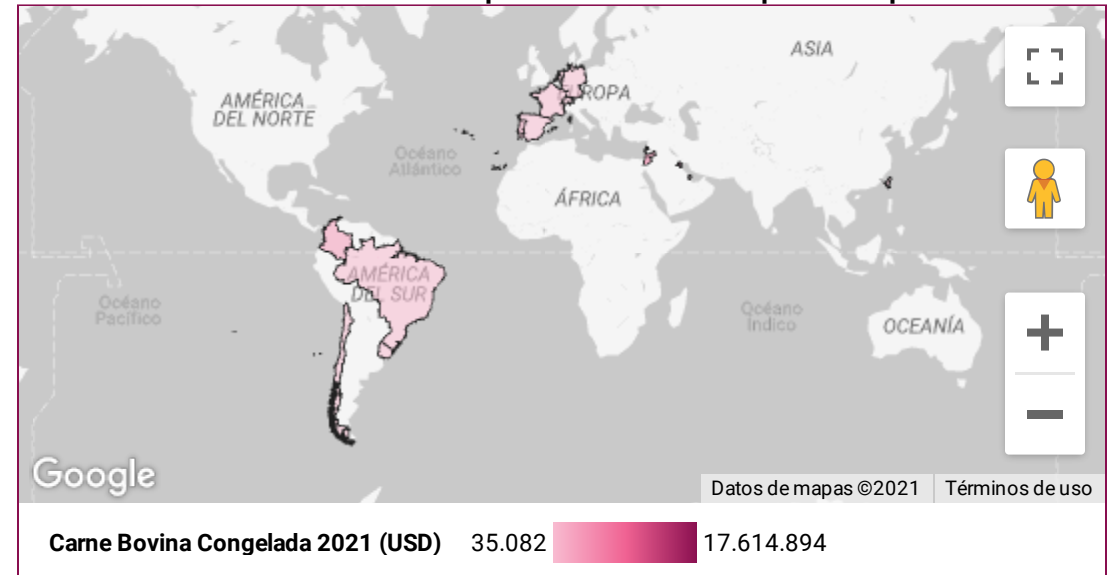 ASIA
AMÉRICA
DEL NORTE
ROPA
Océano
Atlántico
ÁFRICA
AMÉRICA
DEL SUR
Océano
Pacífico
Océano
Índico
OCEANÍA
Google
Datos de mapas ©2021 Términos de uso
Carne Bovina Congelada 2021 (USD) 35.082 17.614.894